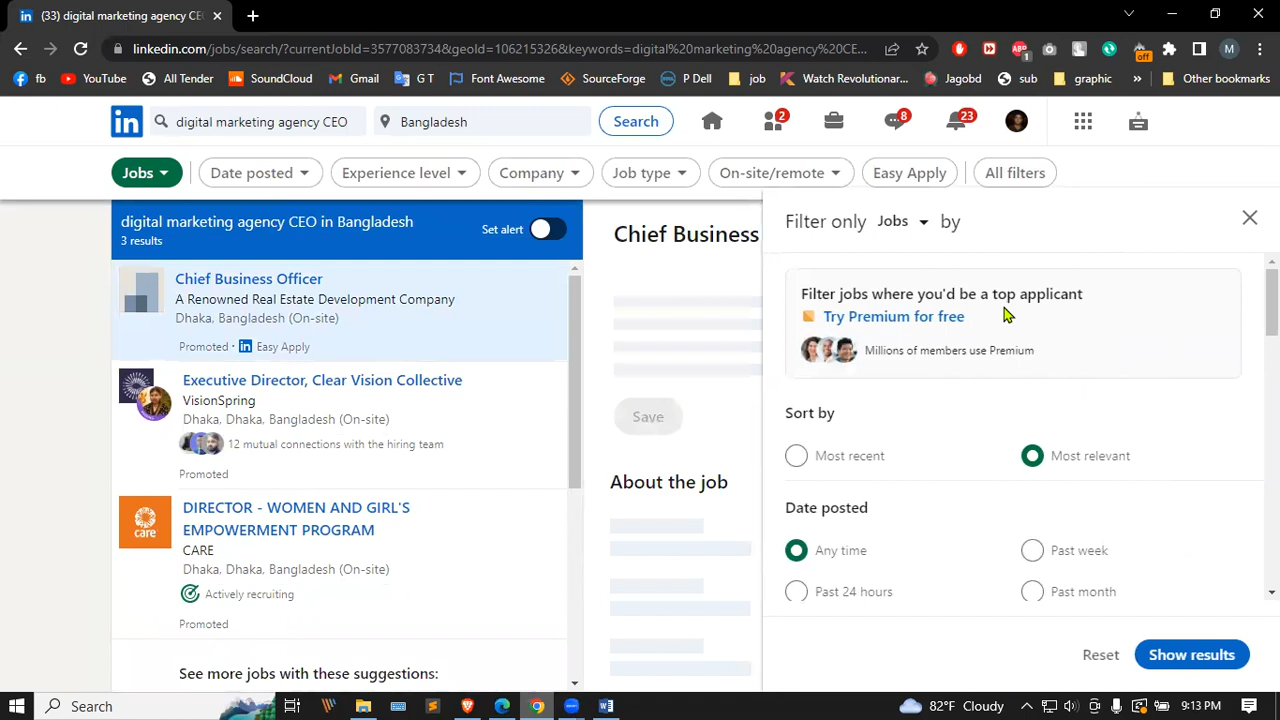 (33) digital marketing agency CEO
linkedin.com/jobs/search/?currentJobId=3577083734&geoId=106215326&keywords=digital%20marketing%20agency%20CE...
fb
YouTube
All Tender
SoundCloud
Gmail
G T
Font Awesome
SourceForge
P Dell
job
Watch Revolutionar...
Jagobd
sub
graphic
»
Other bookmarks
ABP
1
off
M
in
digital marketing agency CEO
Bangladesh
Search
2
8
23
Jobs
Date posted
Experience level
Company
Job type
On-site/remote
Easy Apply
All filters
digital marketing agency CEO in Bangladesh
3 results
Set alert
Chief Business Officer
A Renowned Real Estate Development Company
Dhaka, Bangladesh (On-site)
Promoted · in Easy Apply
Executive Director, Clear Vision Collective
VisionSpring
Dhaka, Dhaka, Bangladesh (On-site)
12 mutual connections with the hiring team
Promoted
DIRECTOR - WOMEN AND GIRL'S
EMPOWERMENT PROGRAM
care
CARE
Dhaka, Dhaka, Bangladesh (On-site)
Actively recruiting
Promoted
See more jobs with these suggestions:
Chief Business
Save
About the job
Filter only Jobs by
Filter jobs where you'd be a top applicant
Try Premium for free
Millions of members use Premium
Sort by
Most recent
Most relevant
Date posted
Any time
Past week
Past 24 hours
Past month
Reset
Show results
Search
82°F Cloudy
9:13 PM